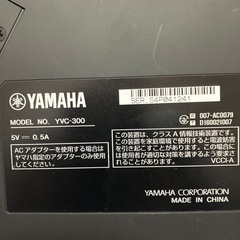 YAMAHA
SER.S4P041241
MODEL NO. YVC-300
5V ⎓ 0.5A
ACアダプターを使用する場合は
ヤマハ指定のアダプターのみ使用
してください。
R 007-AC0079
T D160021007
この装置は、クラスA情報技術装置です。
この装置を家庭環境で使用すると電波妨害
を引き起こすことがあります。この場合に
は使用者が適切な対策を講ずるよう要求さ
れることがあります。 VCCI-A
YAMAHA CORPORATION
MADE IN CHINA